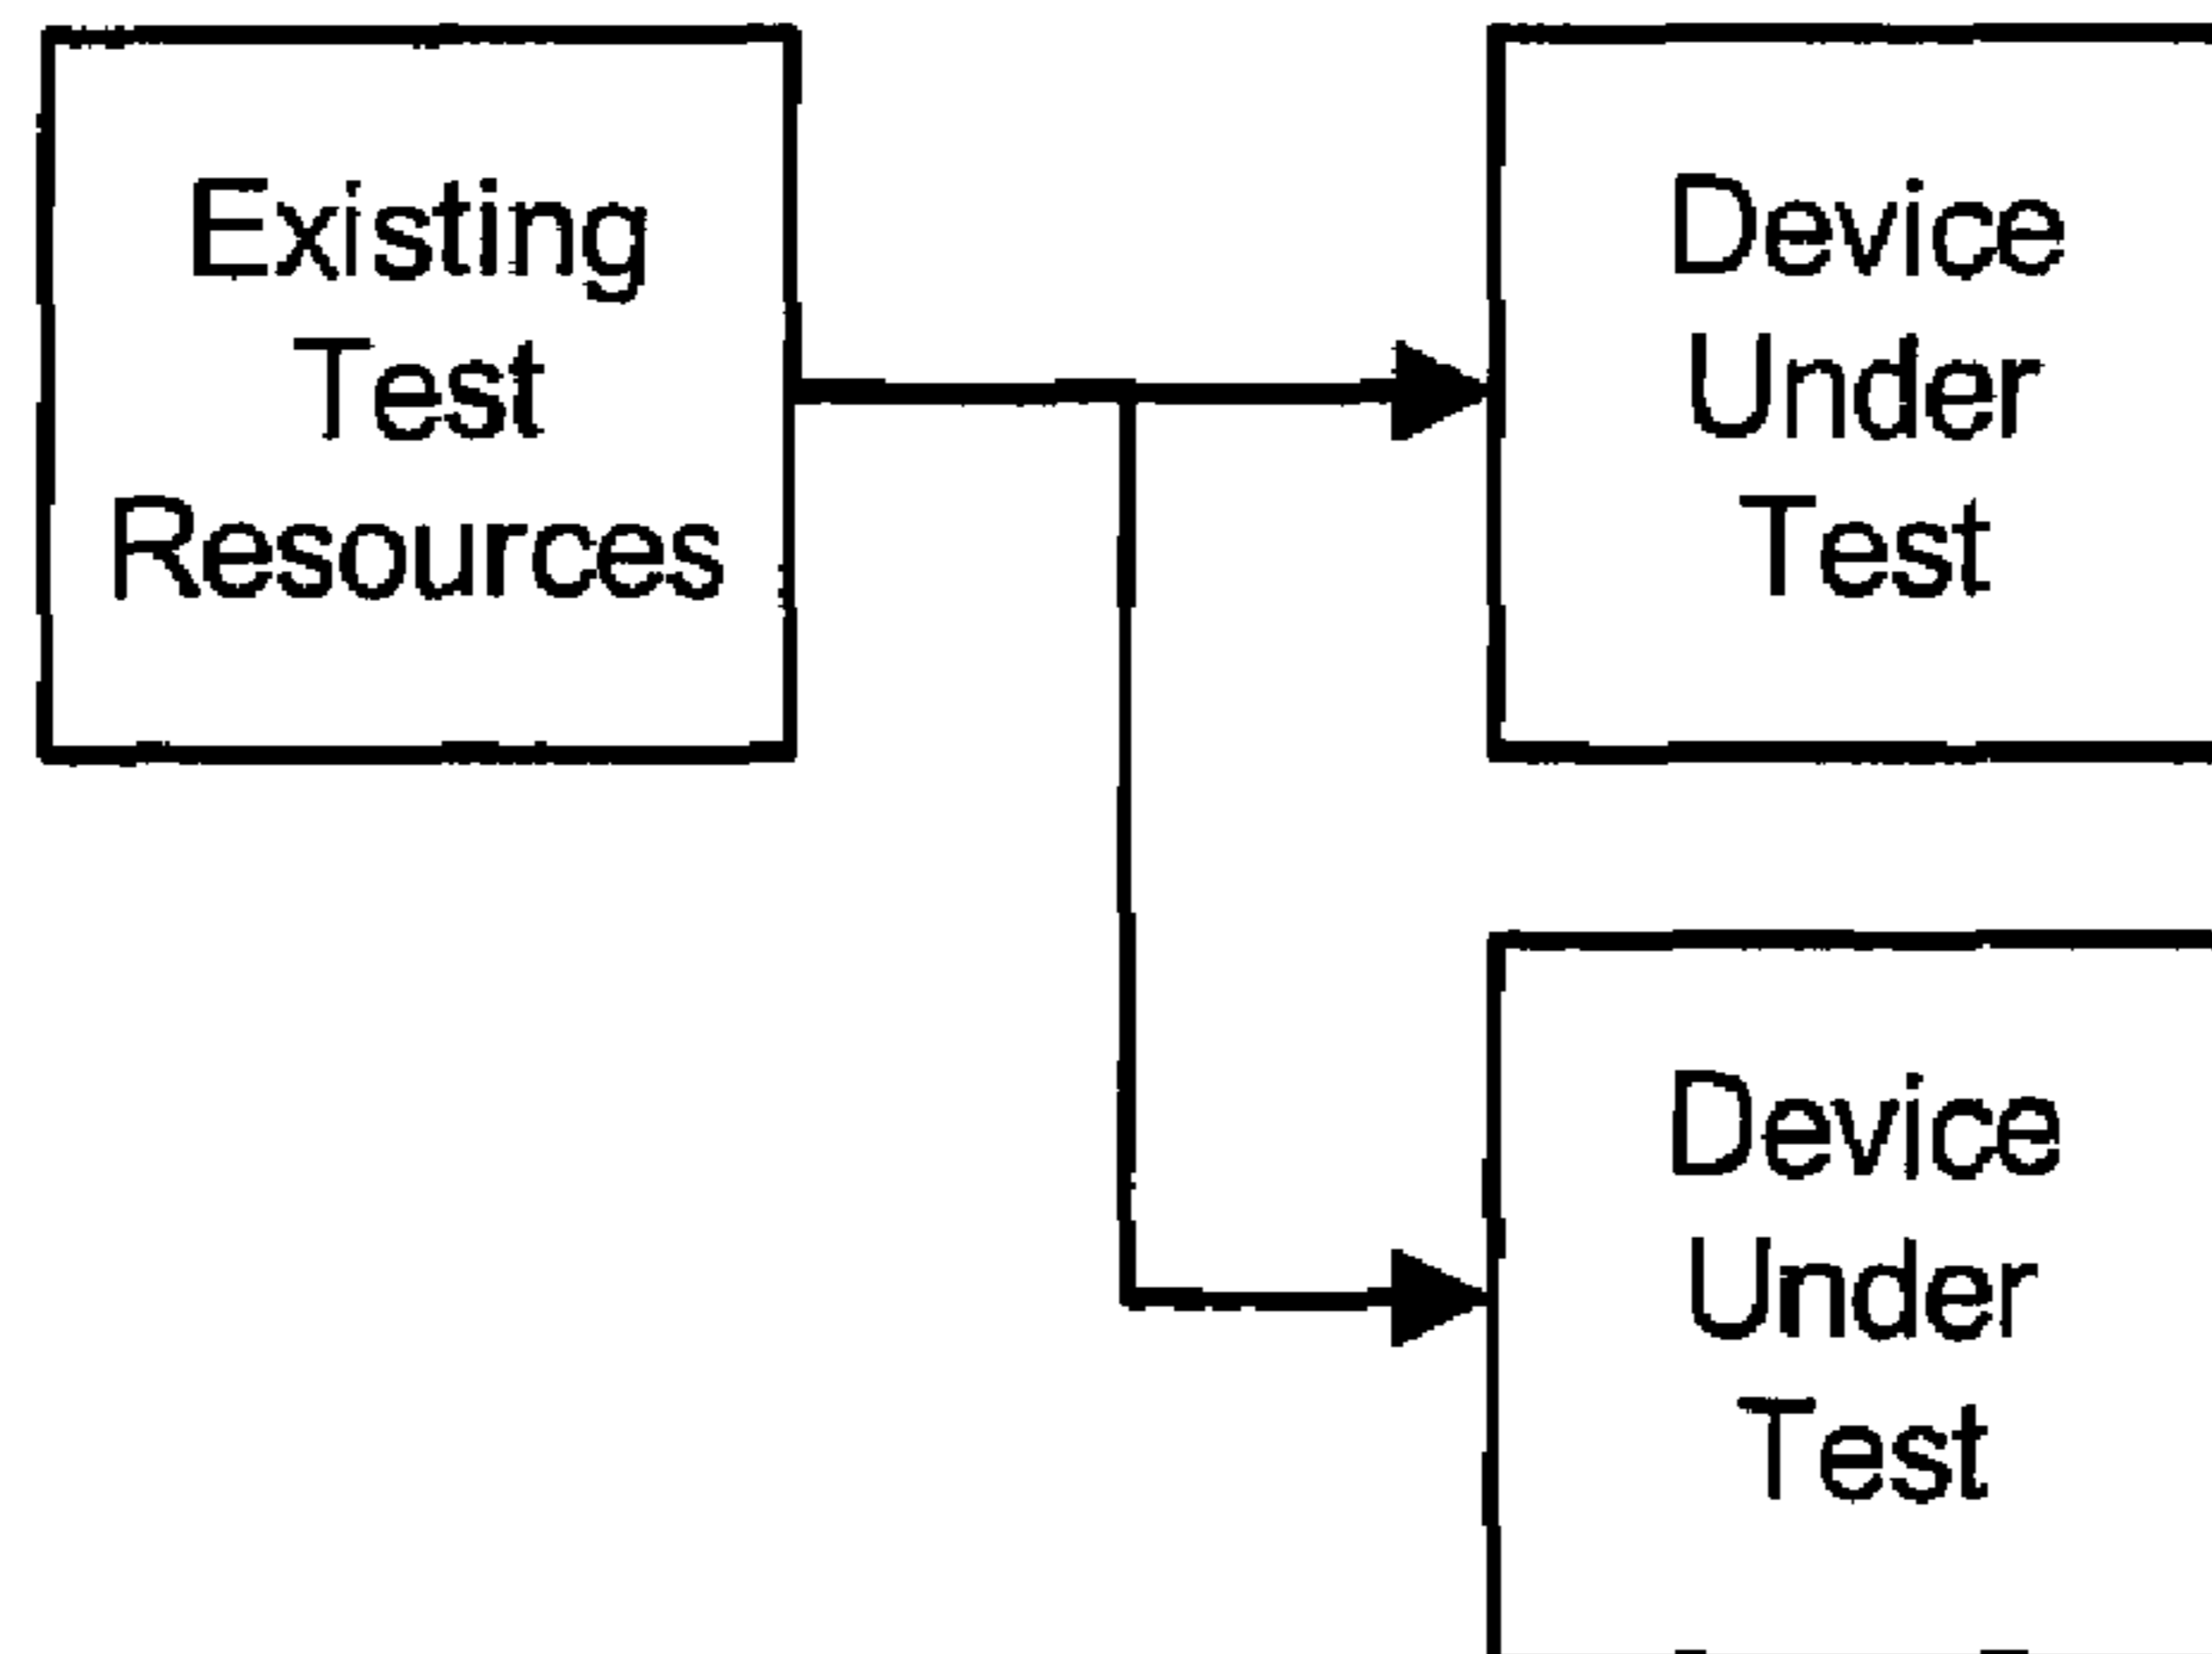 Existing
Test
Resources
Device
Under
Test
Device
Under
Test